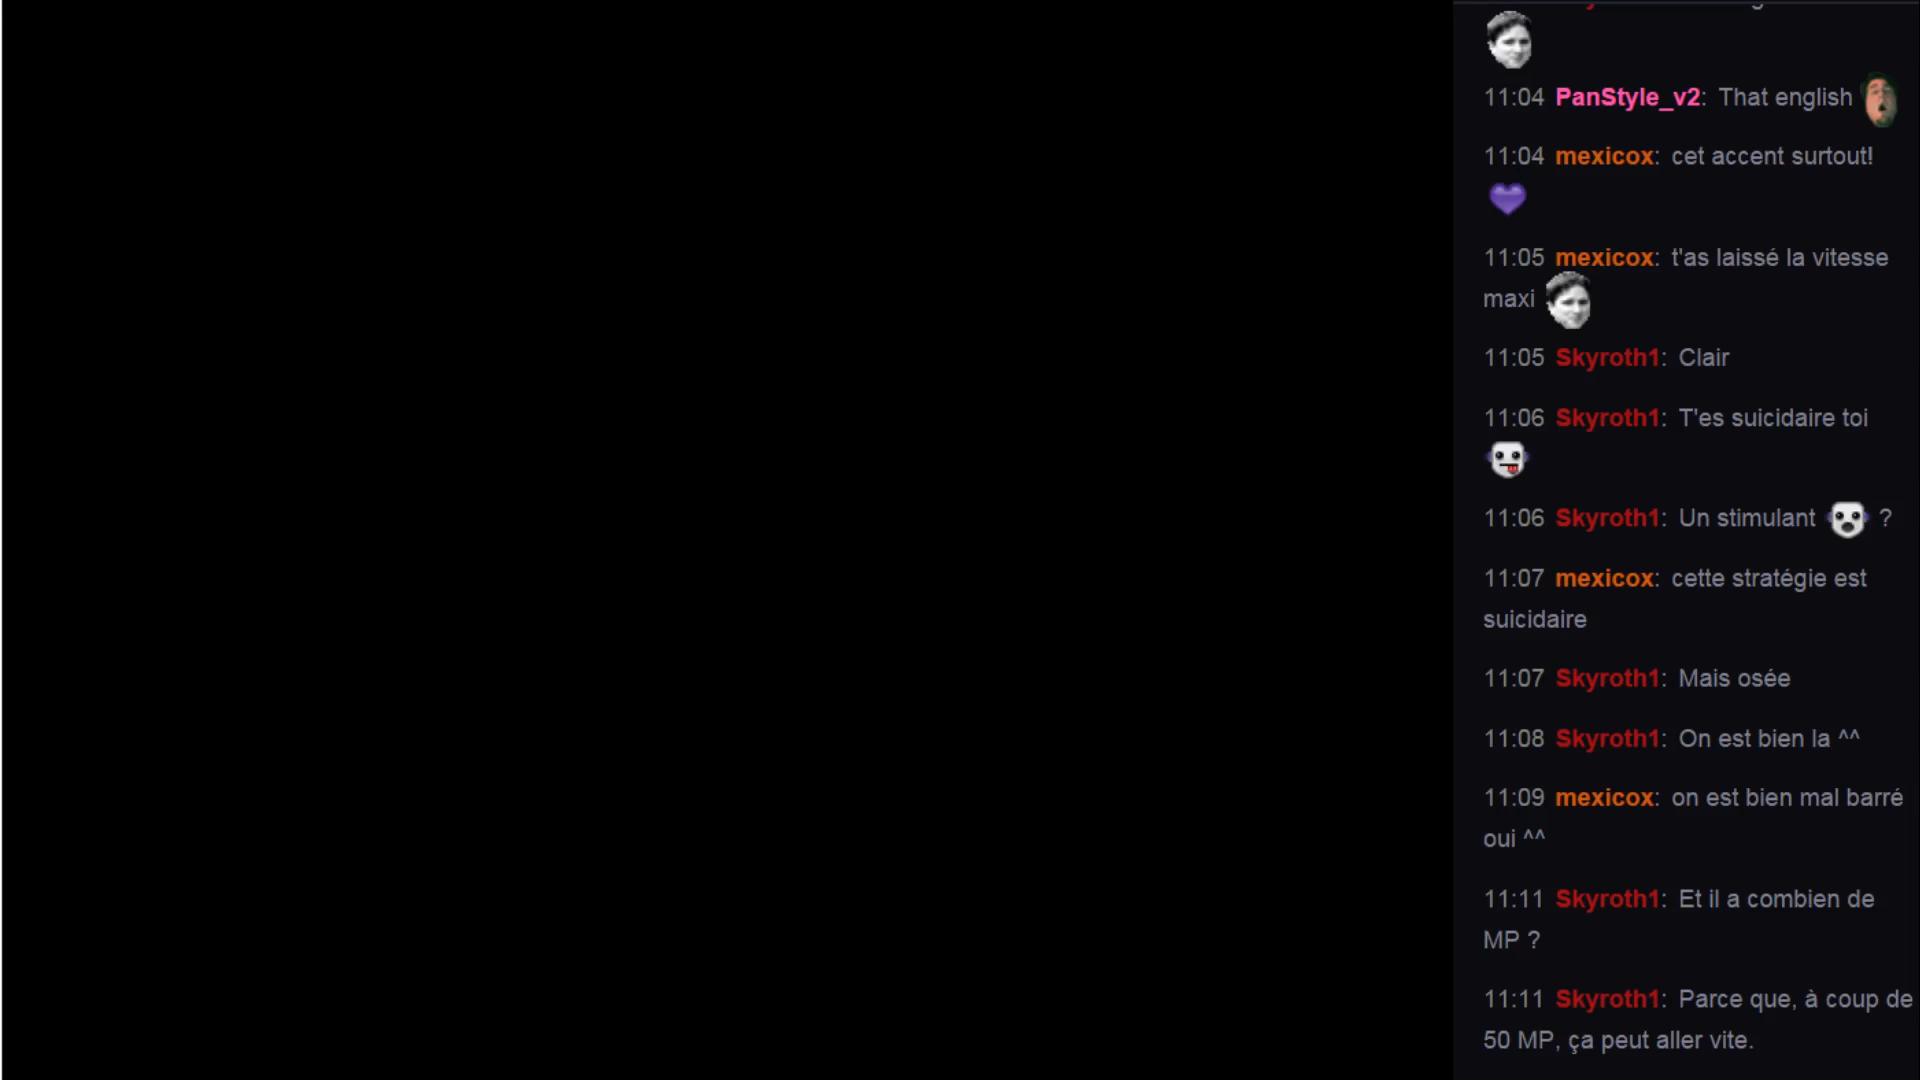 11:04 PanStyle_v2: That english
11:04 mexicox: cet accent surtout!
11:05 mexicox: t'as laissé la vitesse
maxi
11:05 Skyroth1: Clair
11:06 Skyroth1: T'es suicidaire toi
11:06 Skyroth1: Un stimulant ?
11:07 mexicox: cette stratégie est
suicidaire
11:07 Skyroth1: Mais osée
11:08 Skyroth1: On est bien la ^^
11:09 mexicox: on est bien mal barré
oui ^^
11:11 Skyroth1: Et il a combien de
MP ?
11:11 Skyroth1: Parce que, à coup de
50 MP, ça peut aller vite.